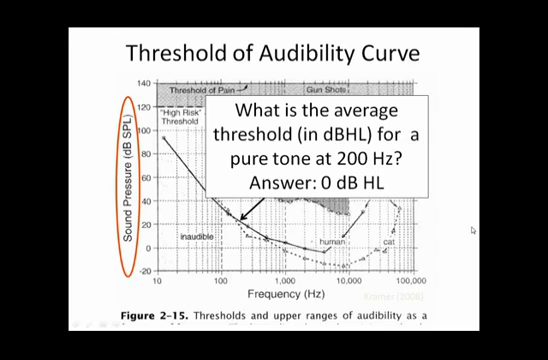 Threshold of Audibility Curve
140
Threshold of Pain
Gun Shots
120
"High Risk"
Threshold
100
80
60
40
20
0
-20
Sound Pressure (dB SPL)
What is the average
threshold (in dBHL) for a
pure tone at 200 Hz?
Answer: 0 dB HL
inaudible
human
cat
10
100
1,000
10,000
100,000
Frequency (Hz)
Kramer (2008)
Figure 2-15. Thresholds and upper ranges of audibility as a